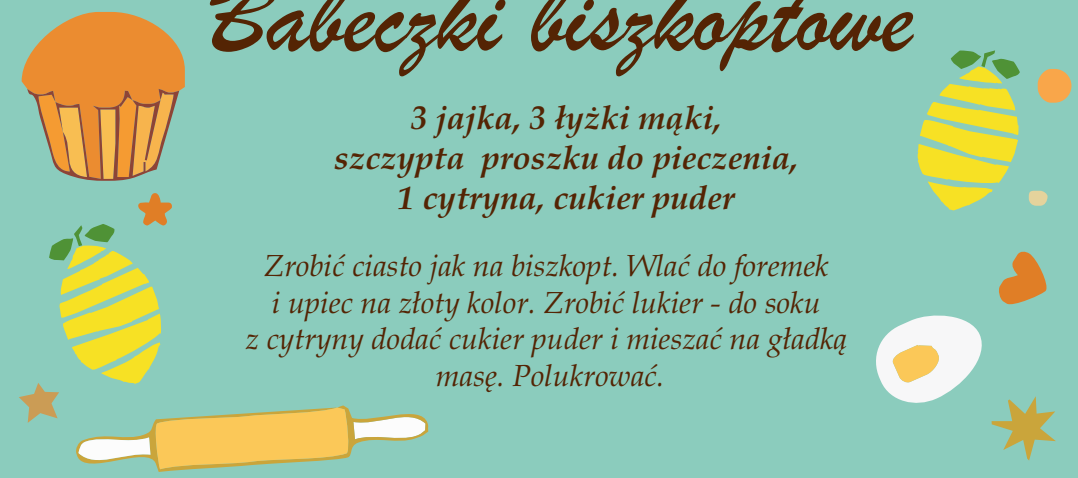 Babeczki biszkoptowe
3 jajka, 3 łyżki mąki,
szczypta proszku do pieczenia,
1 cytryna, cukier puder
Zrobić ciasto jak na biszkopt. Wlać do foremek
i upiec na złoty kolor. Zrobić lukier - do soku
z cytryny dodać cukier puder i mieszać na gładką
masę. Polukrować.